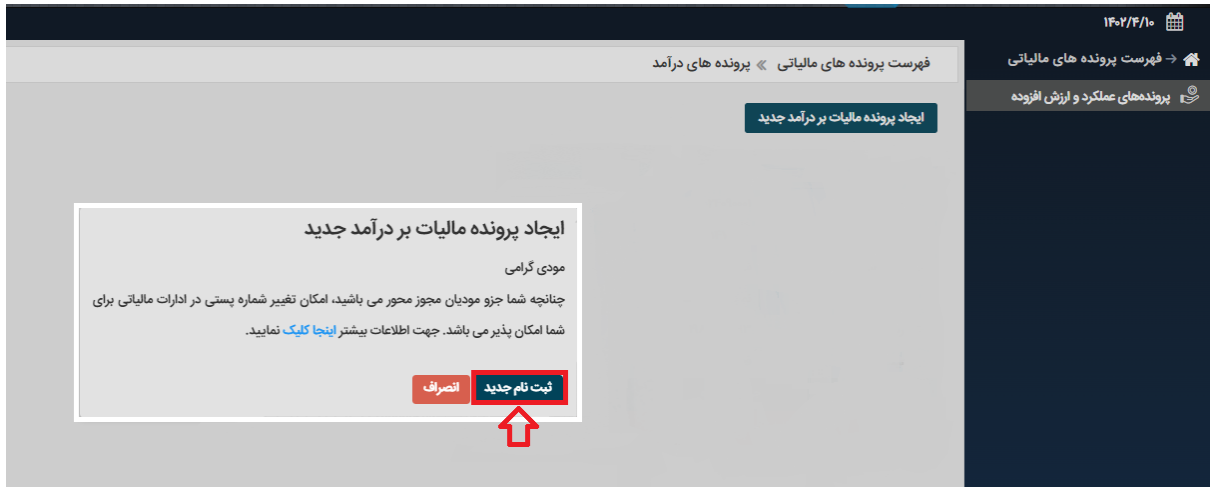 ۱۴۰۲/۴/۱۰
فهرست پرونده های مالیاتی
پرونده‌های عملکرد و ارزش افزوده
فهرست پرونده های مالیاتی » پرونده های درآمد
ایجاد پرونده مالیات بر درآمد جدید
ایجاد پرونده مالیات بر درآمد جدید
مودی گرامی
چنانچه شما جزو مودیان مجوز محور می باشید، امکان تغییر شماره پستی در ادارات مالیاتی برای
شما امکان پذیر می باشد. جهت اطلاعات بیشتر اینجا کلیک نمایید.
ثبت نام جدید انصراف